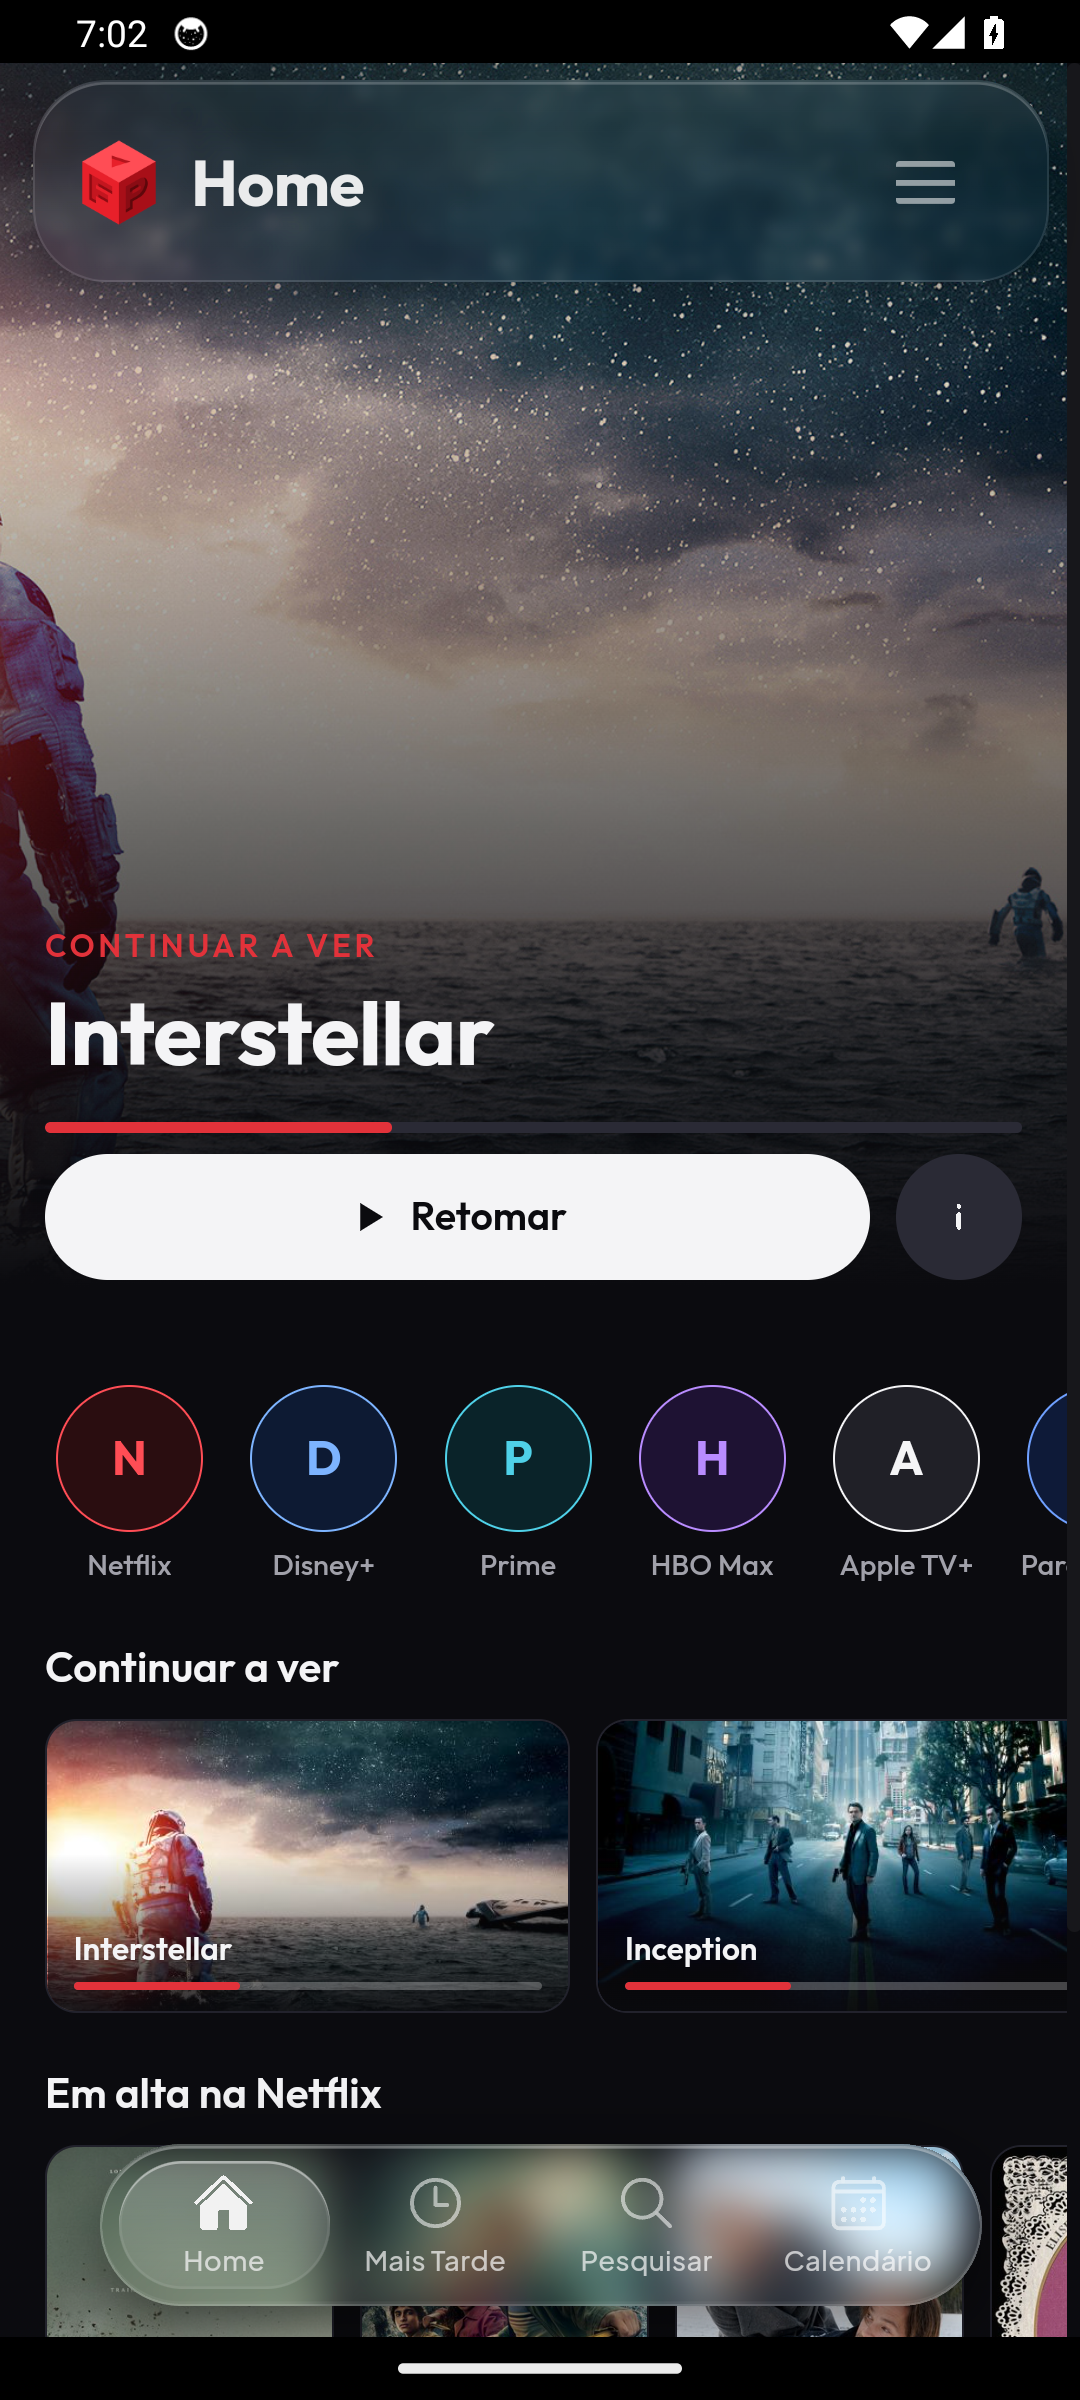 7:02
Home
CONTINUAR A VER
Interstellar
Retomar
N
D
P
H
A
Netflix
Disney+
Prime
HBO Max
Apple TV+
Continuar a ver
Interstellar
Inception
Em alta na Netflix
Home
Mais Tarde
Pesquisar
Calendário